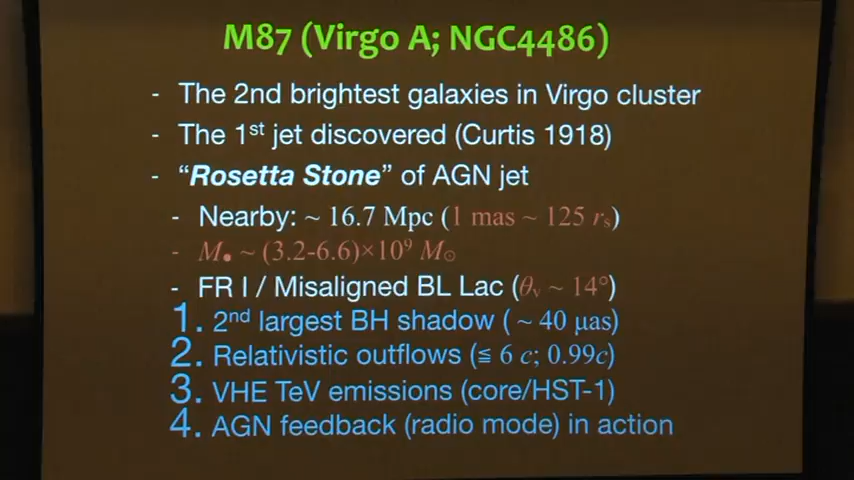 M87 (Virgo A; NGC4486)
- The 2nd brightest galaxies in Virgo cluster
- The 1st jet discovered (Curtis 1918)
- “Rosetta Stone” of AGN jet
- Nearby: ~ 16.7 Mpc (1 mas ~ 125 rs)
- M● ~ (3.2-6.6)×10⁹ M☉
- FR I / Misaligned BL Lac (θv ~ 14°)
1. 2nd largest BH shadow (~ 40 μas)
2. Relativistic outflows (≦ 6 c; 0.99c)
3. VHE TeV emissions (core/HST-1)
4. AGN feedback (radio mode) in action